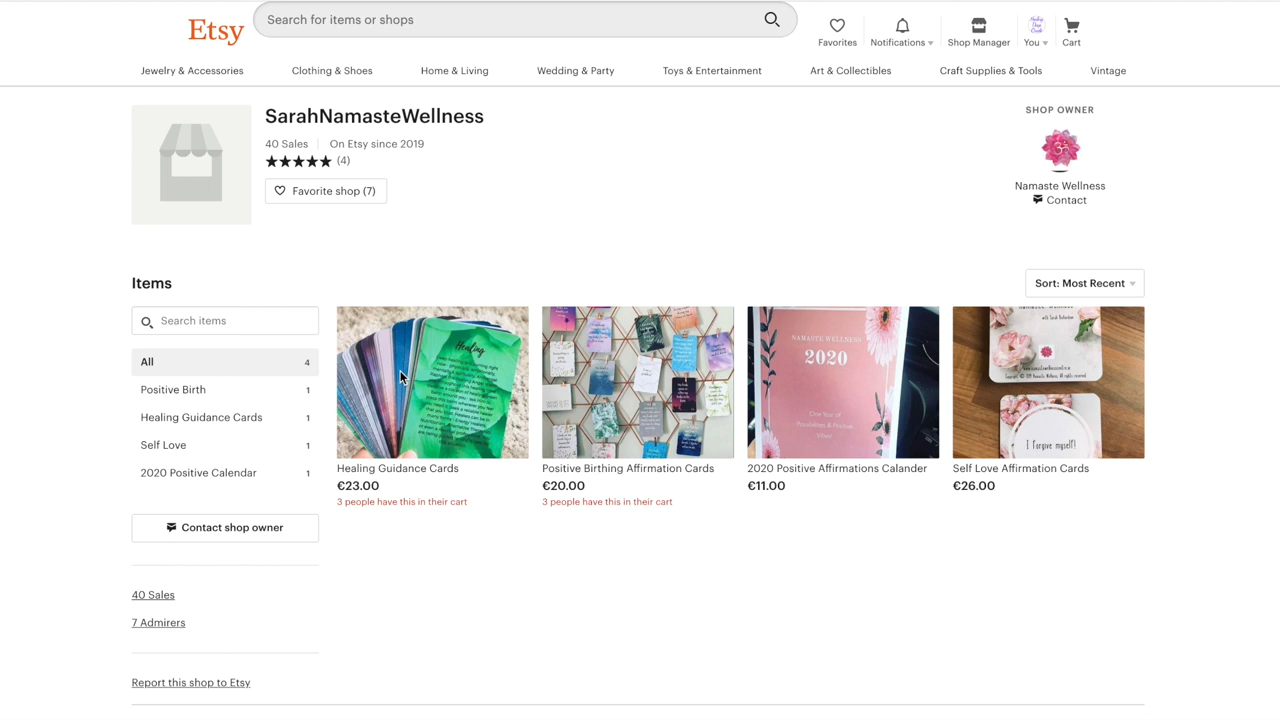 Etsy
Search for items or shops
Favorites
Notifications
Shop Manager
You
Cart
Jewelry & Accessories
Clothing & Shoes
Home & Living
Wedding & Party
Toys & Entertainment
Art & Collectibles
Craft Supplies & Tools
Vintage
SarahNamasteWellness
40 Sales
On Etsy since 2019
(4)
Favorite shop (7)
SHOP OWNER
Namaste Wellness
Contact
Items
Sort: Most Recent
Search items
All 4
Positive Birth 1
Healing Guidance Cards 1
Self Love 1
2020 Positive Calendar 1
Contact shop owner
40 Sales
7 Admirers
Report this shop to Etsy
Healing
Healing Guidance Cards
€23.00
3 people have this in their cart
Positive Birthing Affirmation Cards
€20.00
3 people have this in their cart
NAMASTE WELLNESS
2020
One Year of
Possibilities & Positive
Vibes!
2020 Positive Affirmations Calander
€11.00
I forgive myself!
Self Love Affirmation Cards
€26.00